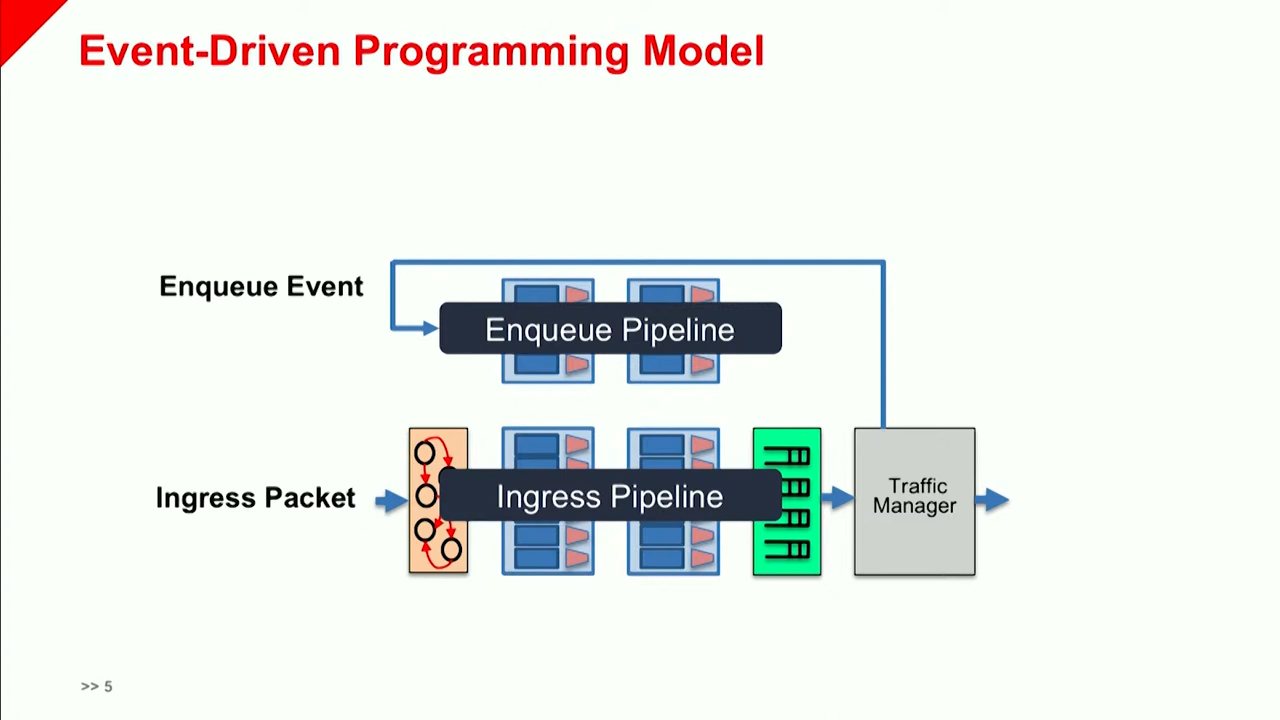 Event-Driven Programming Model
Enqueue Event
Enqueue Pipeline
Ingress Packet
Ingress Pipeline
Traffic
Manager
>> 5